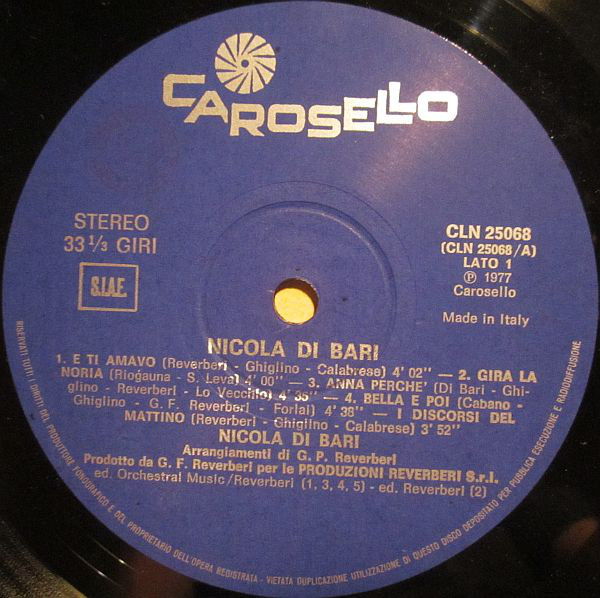 CAROSELLO
STEREO
33 1/3 GIRI
S.I.A.E.
CLN 25068
(CLN 25068/A)
LATO 1
Ⓟ 1977
Carosello
Made in Italy
NICOLA DI BARI
1. E TI AMAVO (Reverberi - Ghiglino - Calabrese) 4' 02'' — 2. GIRA LA
NORIA (Riogauna - S. Leva) 4' 00'' — 3. ANNA PERCHE' (Di Bari - Ghi-
glino - Reverberi - Lo Vecchio) 4' 35'' — 4. BELLA E POI (Cabano -
Ghiglino - G. F. Reverberi - Forlai) 4' 38'' — I DISCORSI DEL
MATTINO (Reverberi - Ghiglino - Calabrese) 3' 52''
NICOLA DI BARI
Arrangiamenti di G. P. Reverberi
Prodotto da G. F. Reverberi per le PRODUZIONI REVERBERI S.r.l.
ed. Orchestral Music/Reverberi (1, 3, 4, 5) - ed. Reverberi (2)
RISERVATI TUTTI I DIRITTI DEL PRODUTTORE FONOGRAFICO E DEL PROPRIETARIO DELL'OPERA REGISTRATA - VIETATA DUPLICAZIONE UTILIZZAZIONE DI QUESTO DISCO DEPOSITATO PER PUBBLICA ESECUZIONE E RADIODIFFUSIONE